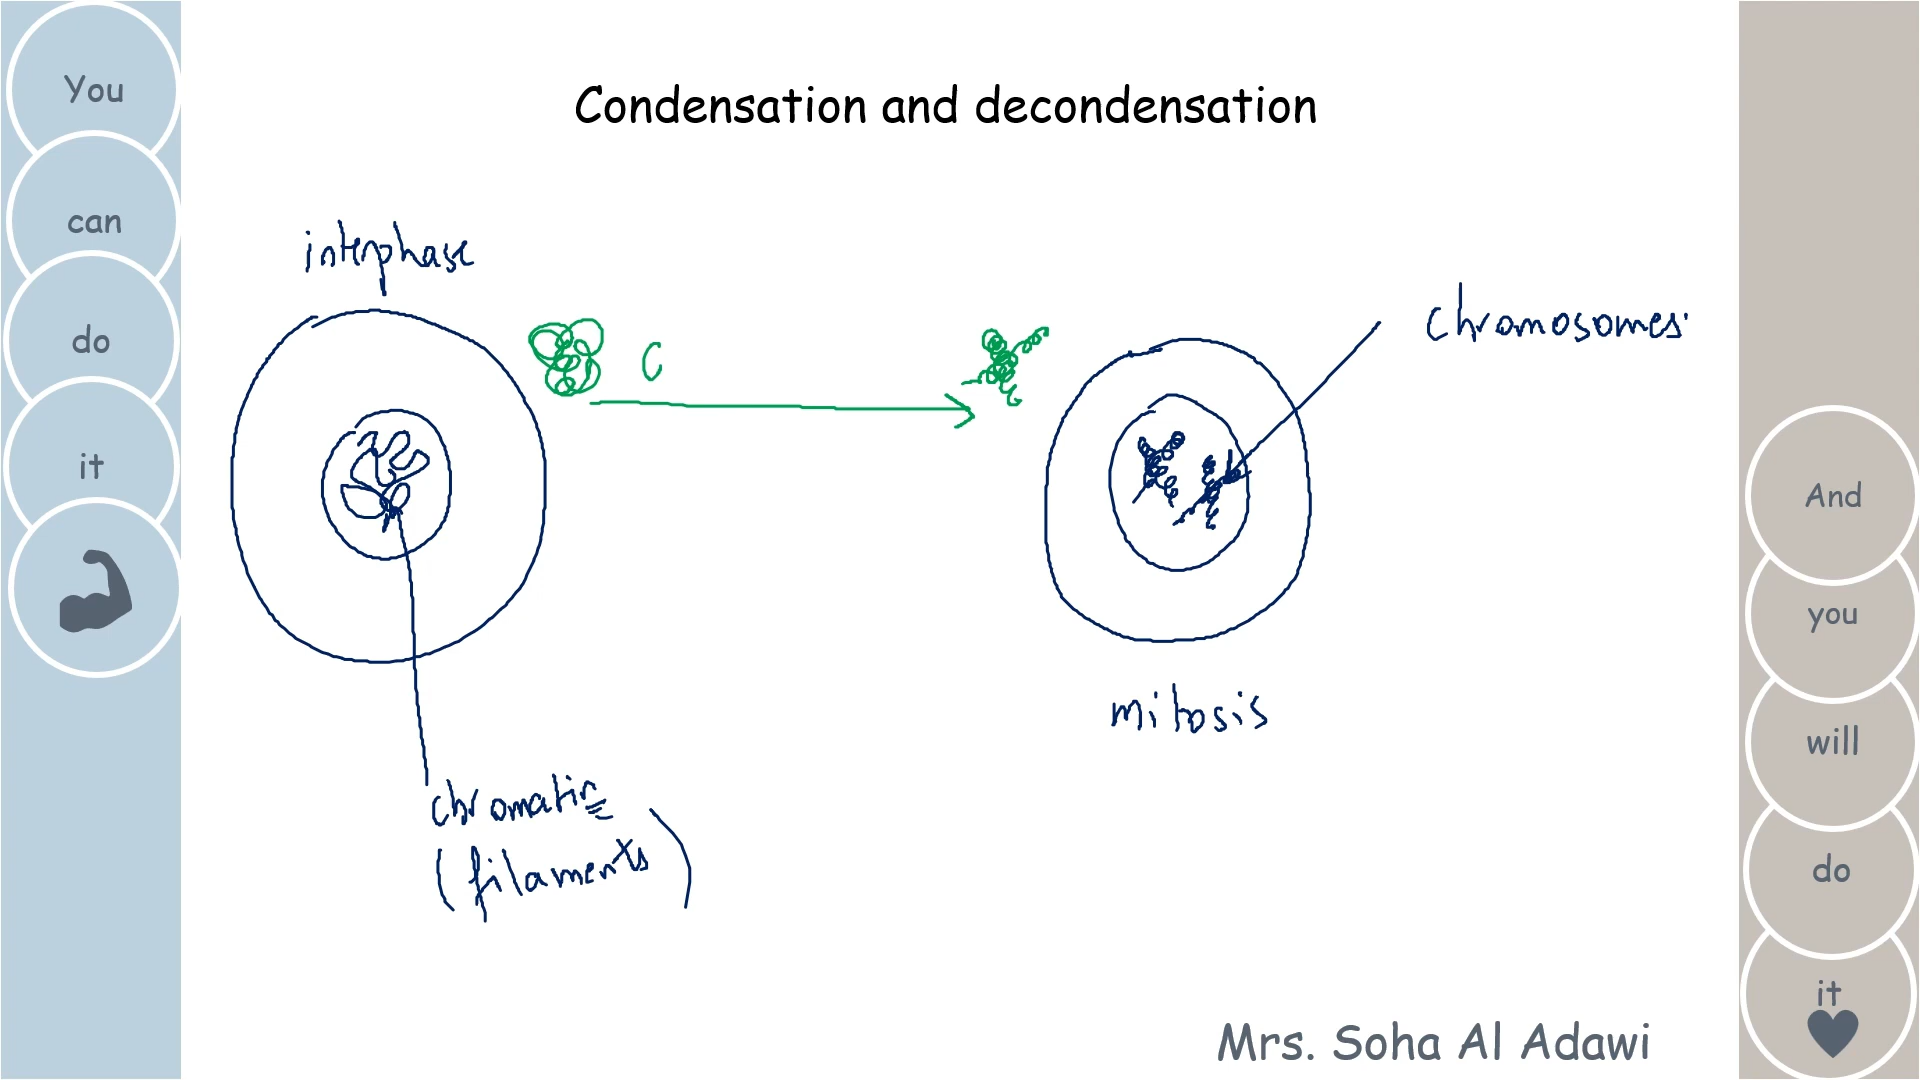 You
can
do
it
Condensation and decondensation
interphase
C
chromosomes
mitosis
chromatin
(filaments)
Mrs. Soha Al Adawi
And
you
will
do
it